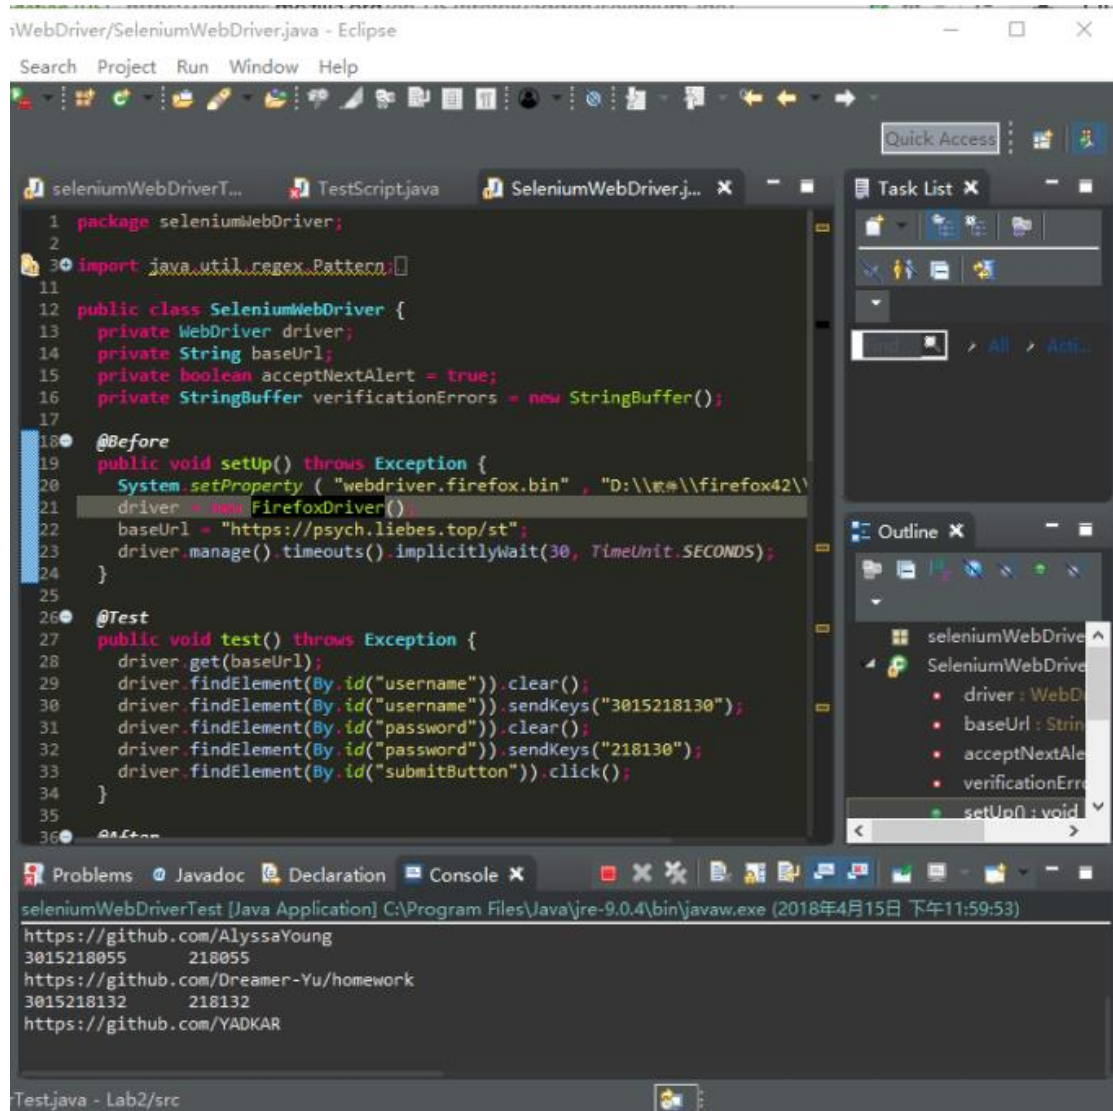 WebDriver/SeleniumWebDriver.java - Eclipse
Search Project Run Window Help
Quick Access
seleniumWebDriverT...
TestScript.java
SeleniumWebDriver.j...
Task List
1 package seleniumWebDriver;
2
3 import java.util.regex.Pattern;
11
12 public class SeleniumWebDriver {
13 private WebDriver driver;
14 private String baseUrl;
15 private boolean acceptNextAlert = true;
16 private StringBuffer verificationErrors = new StringBuffer();
17
18 @Before
19 public void setUp() throws Exception {
20 System.setProperty ( "webdriver.firefox.bin" , "D:\\软件\\firefox42\\
21 driver = new FirefoxDriver();
22 baseUrl = "https://psych.liebes.top/st";
23 driver.manage().timeouts().implicitlyWait(30, TimeUnit.SECONDS);
24 }
25
26 @Test
27 public void test() throws Exception {
28 driver.get(baseUrl);
29 driver.findElement(By.id("username")).clear();
30 driver.findElement(By.id("username")).sendKeys("3015218130");
31 driver.findElement(By.id("password")).clear();
32 driver.findElement(By.id("password")).sendKeys("218130");
33 driver.findElement(By.id("submitButton")).click();
34 }
35
36 @After
Find All Acti...
Outline
seleniumWebDrive
SeleniumWebDrive
driver : WebD
baseUrl : Strin
acceptNextAle
verificationErro
setUp() : void
Problems @ Javadoc Declaration Console
seleniumWebDriverTest [Java Application] C:\Program Files\Java\jre-9.0.4\bin\javaw.exe (2018年4月15日 下午11:59:53)
https://github.com/AlyssaYoung
3015218055 218055
https://github.com/Dreamer-Yu/homework
3015218132 218132
https://github.com/YADKAR
Test.java - Lab2/src